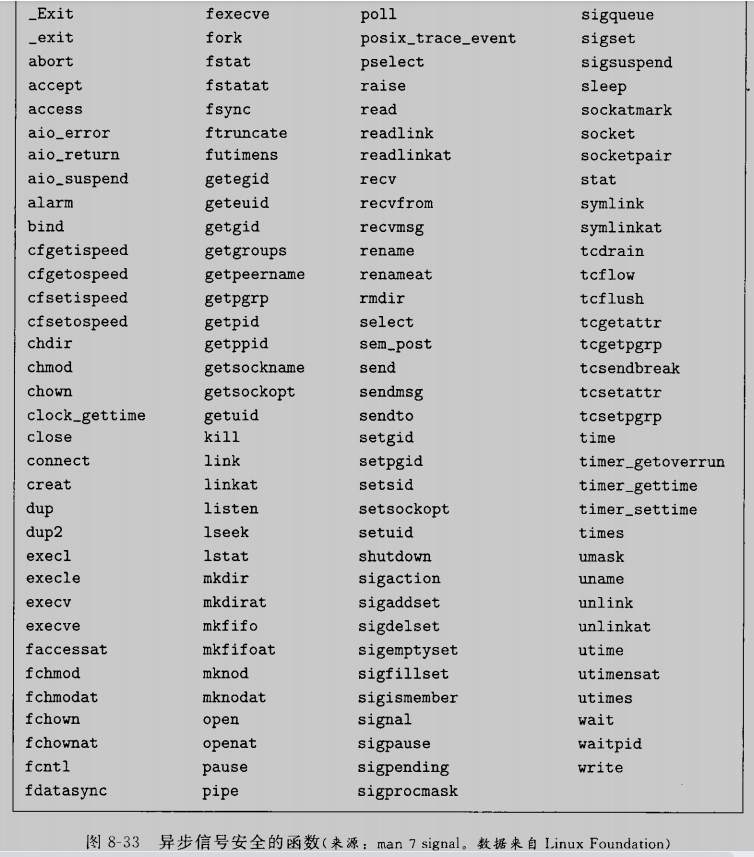 _Exit fexecve poll sigqueue
_exit fork posix_trace_event sigset
abort fstat pselect sigsuspend
accept fstatat raise sleep
access fsync read sockatmark
aio_error ftruncate readlink socket
aio_return futimens readlinkat socketpair
aio_suspend getegid recv stat
alarm geteuid recvfrom symlink
bind getgid recvmsg symlinkat
cfgetispeed getgroups rename tcdrain
cfgetospeed getpeername renameat tcflow
cfsetispeed getpgrp rmdir tcflush
cfsetospeed getpid select tcgetattr
chdir getppid sem_post tcgetpgrp
chmod getsockname send tcsendbreak
chown getsockopt sendmsg tcsetattr
clock_gettime getuid sendto tcsetpgrp
close kill setgid time
connect link setpgid timer_getoverrun
creat linkat setsid timer_gettime
dup listen setsockopt timer_settime
dup2 lseek setuid times
execl lstat shutdown umask
execle mkdir sigaction uname
execv mkdirat sigaddset unlink
execve mkfifo sigdelset unlinkat
faccessat mkfifoat sigemptyset utime
fchmod mknod sigfillset utimensat
fchmodat mknodat sigismember utimes
fchown open signal wait
fchownat openat sigpause waitpid
fcntl pause sigpending write
fdatasync pipe sigprocmask
图 8-33 异步信号安全的函数(来源：man 7 signal。数据来自 Linux Foundation)